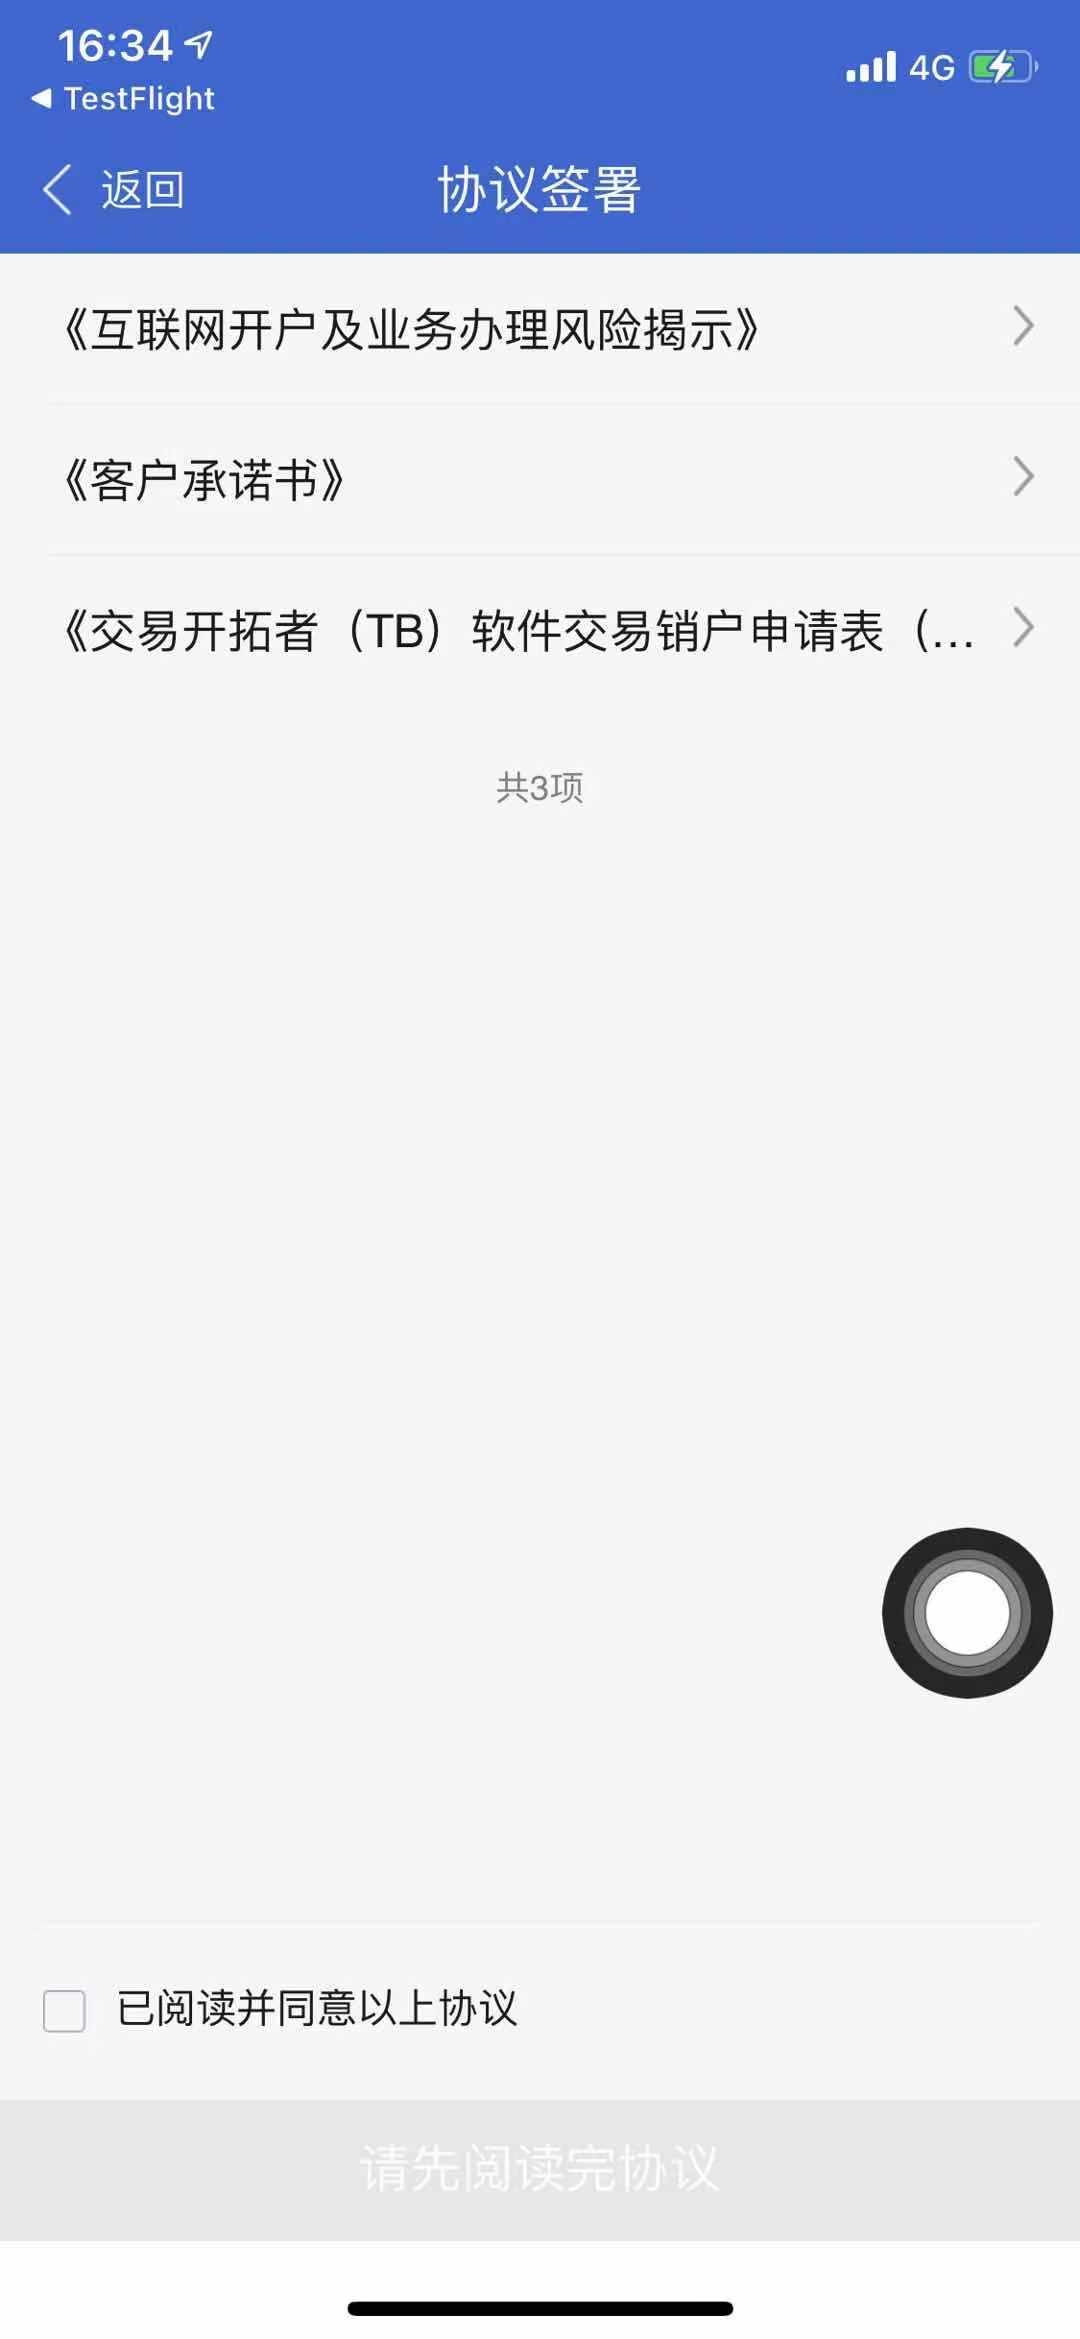 16:34
4G
TestFlight
返回
协议签署
《互联网开户及业务办理风险揭示》
《客户承诺书》
《交易开拓者（TB）软件交易销户申请表（...
共3项
已阅读并同意以上协议
请先阅读完协议